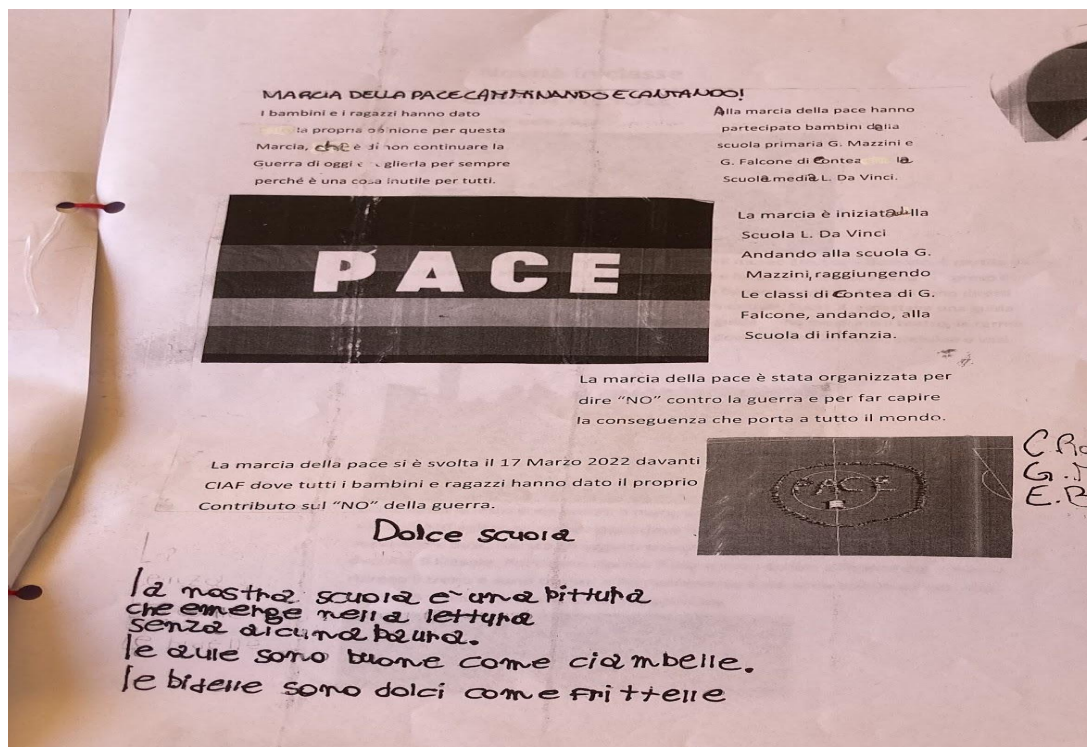 MARCIA DELLA PACE CAMMINANDO E CANTANDO!
I bambini e i ragazzi hanno dato
la propria opinione per questa
Marcia, che è di non continuare la
Guerra di oggi e glierla per sempre
perché è una cosa inutile per tutti.
Alla marcia della pace hanno
partecipato bambini della
scuola primaria G. Mazzini e
G. Falcone di Contea la
Scuola media L. Da Vinci.
PACE
La marcia è iniziata alla
Scuola L. Da Vinci
Andando alla scuola G.
Mazzini, raggiungendo
Le classi di Contea di G.
Falcone, andando, alla
Scuola di infanzia.
La marcia della pace è stata organizzata per
dire "NO" contro la guerra e per far capire
la conseguenza che porta a tutto il mondo.
La marcia della pace si è svolta il 17 Marzo 2022 davanti
CIAF dove tutti i bambini e ragazzi hanno dato il proprio
Contributo sul "NO" della guerra.
PACE
C. Ro
G.
E. B
Dolce scuola
la nostra scuola e' una pittura
che emerge nella lettura
senza alcuna paura.
le aule sono buone come ciambelle.
le bidelle sono dolci come frittelle